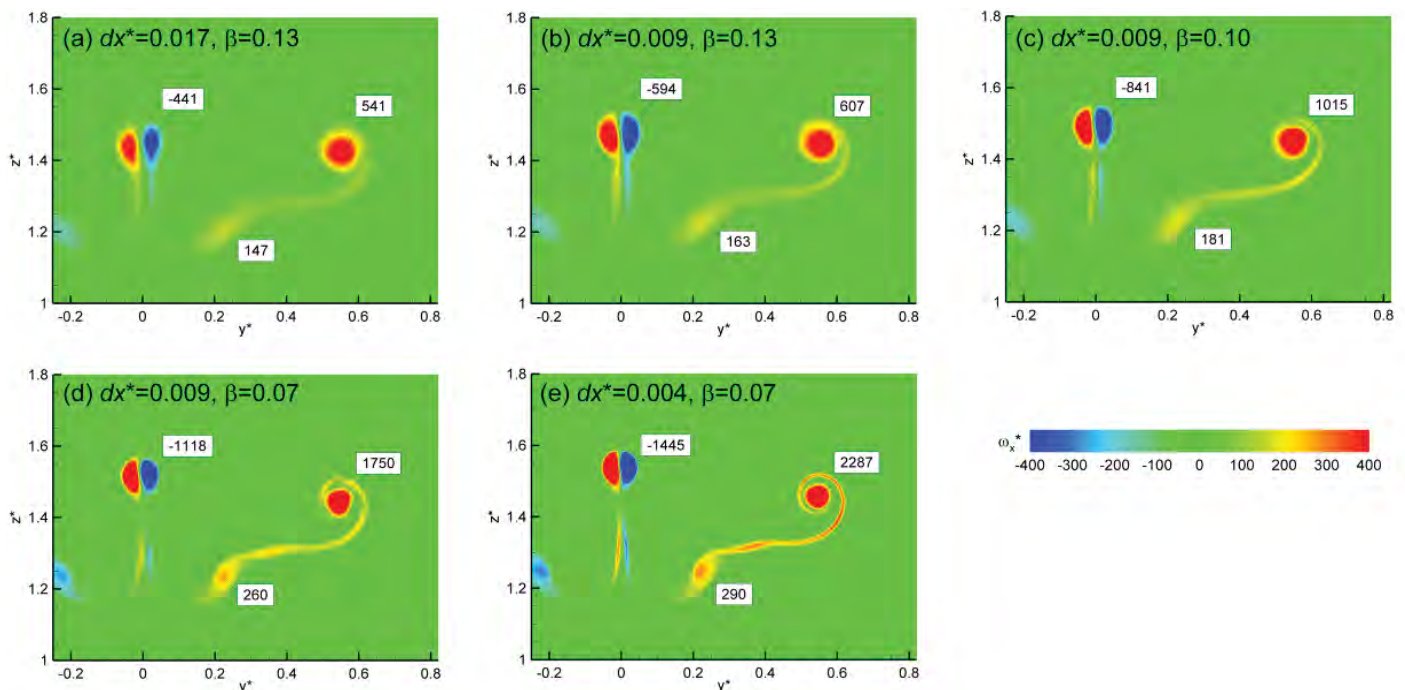 (a) dx*=0.017, β=0.13
1.8
1.6
z*
1.4
1.2
1
-441
541
147
-0.2 0 0.2 0.4 0.6 0.8
y*
(b) dx*=0.009, β=0.13
1.8
1.6
z*
1.4
1.2
1
-594
607
163
-0.2 0 0.2 0.4 0.6 0.8
y*
(c) dx*=0.009, β=0.10
1.8
1.6
z*
1.4
1.2
1
-841
1015
181
-0.2 0 0.2 0.4 0.6 0.8
y*
(d) dx*=0.009, β=0.07
1.8
1.6
z*
1.4
1.2
1
-1118
1750
260
-0.2 0 0.2 0.4 0.6 0.8
y*
(e) dx*=0.004, β=0.07
1.8
1.6
z*
1.4
1.2
1
-1445
2287
290
-0.2 0 0.2 0.4 0.6 0.8
y*
ωx*
-400 -300 -200 -100 0 100 200 300 400